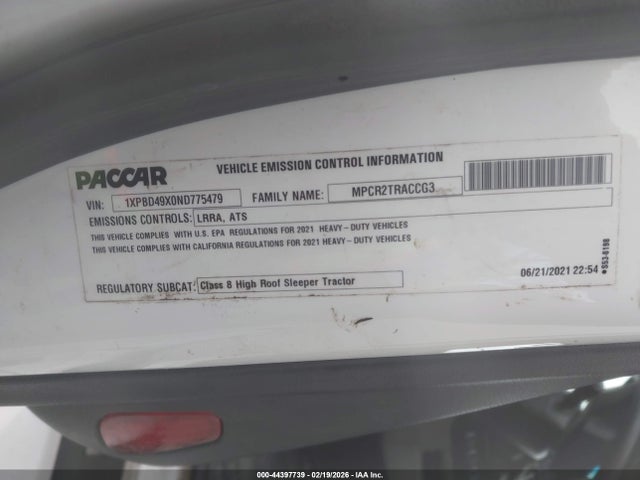 PACCAR
VEHICLE EMISSION CONTROL INFORMATION
VIN: 1XPBD49X0ND775479 FAMILY NAME: MPCR2TRACCG3
EMISSIONS CONTROLS: LRRA, ATS
THIS VEHICLE COMPLIES WITH U.S. EPA REGULATIONS FOR 2021 HEAVY-DUTY VEHICLES
THIS VEHICLE COMPLIES WITH CALIFORNIA REGULATIONS FOR 2021 HEAVY-DUTY VEHICLES
REGULATORY SUBCAT: Class 8 High Roof Sleeper Tractor
06/21/2021 22:54
S53-6198
000-44397739 - 02/19/2026 - © IAA Inc.